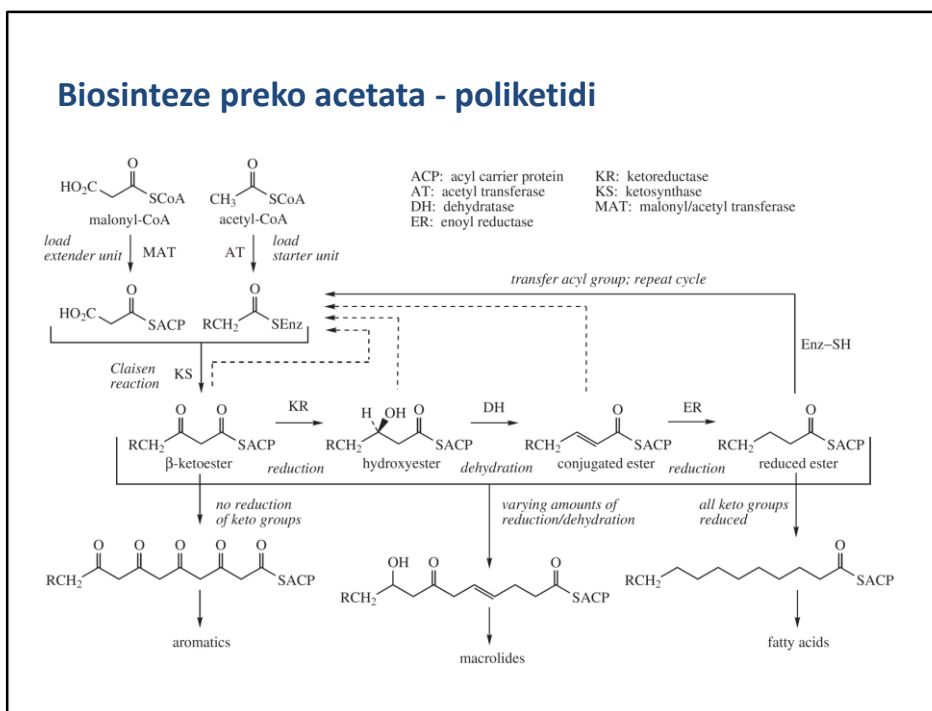 Biosinteze preko acetata - poliketidi
ACP: acyl carrier protein
AT: acetyl transferase
DH: dehydratase
ER: enoyl reductase
KR: ketoreductase
KS: ketosynthase
MAT: malonyl/acetyl transferase
O
HO₂C
SCoA
malonyl-CoA
O
CH₃
SCoA
acetyl-CoA
load
extender unit
MAT
AT
load
starter unit
transfer acyl group; repeat cycle
O
HO₂C
SACP
O
RCH₂
SEnz
Enz–SH
Claisen
reaction
KS
O O
RCH₂
SACP
β-ketoester
KR
reduction
H OH O
RCH₂
SACP
hydroxyester
DH
dehydration
O
RCH₂
SACP
conjugated ester
ER
reduction
O
RCH₂
SACP
reduced ester
no reduction
of keto groups
varying amounts of
reduction/dehydration
all keto groups
reduced
O O O O O
RCH₂
SACP
aromatics
OH O O
RCH₂
SACP
macrolides
O
RCH₂
SACP
fatty acids